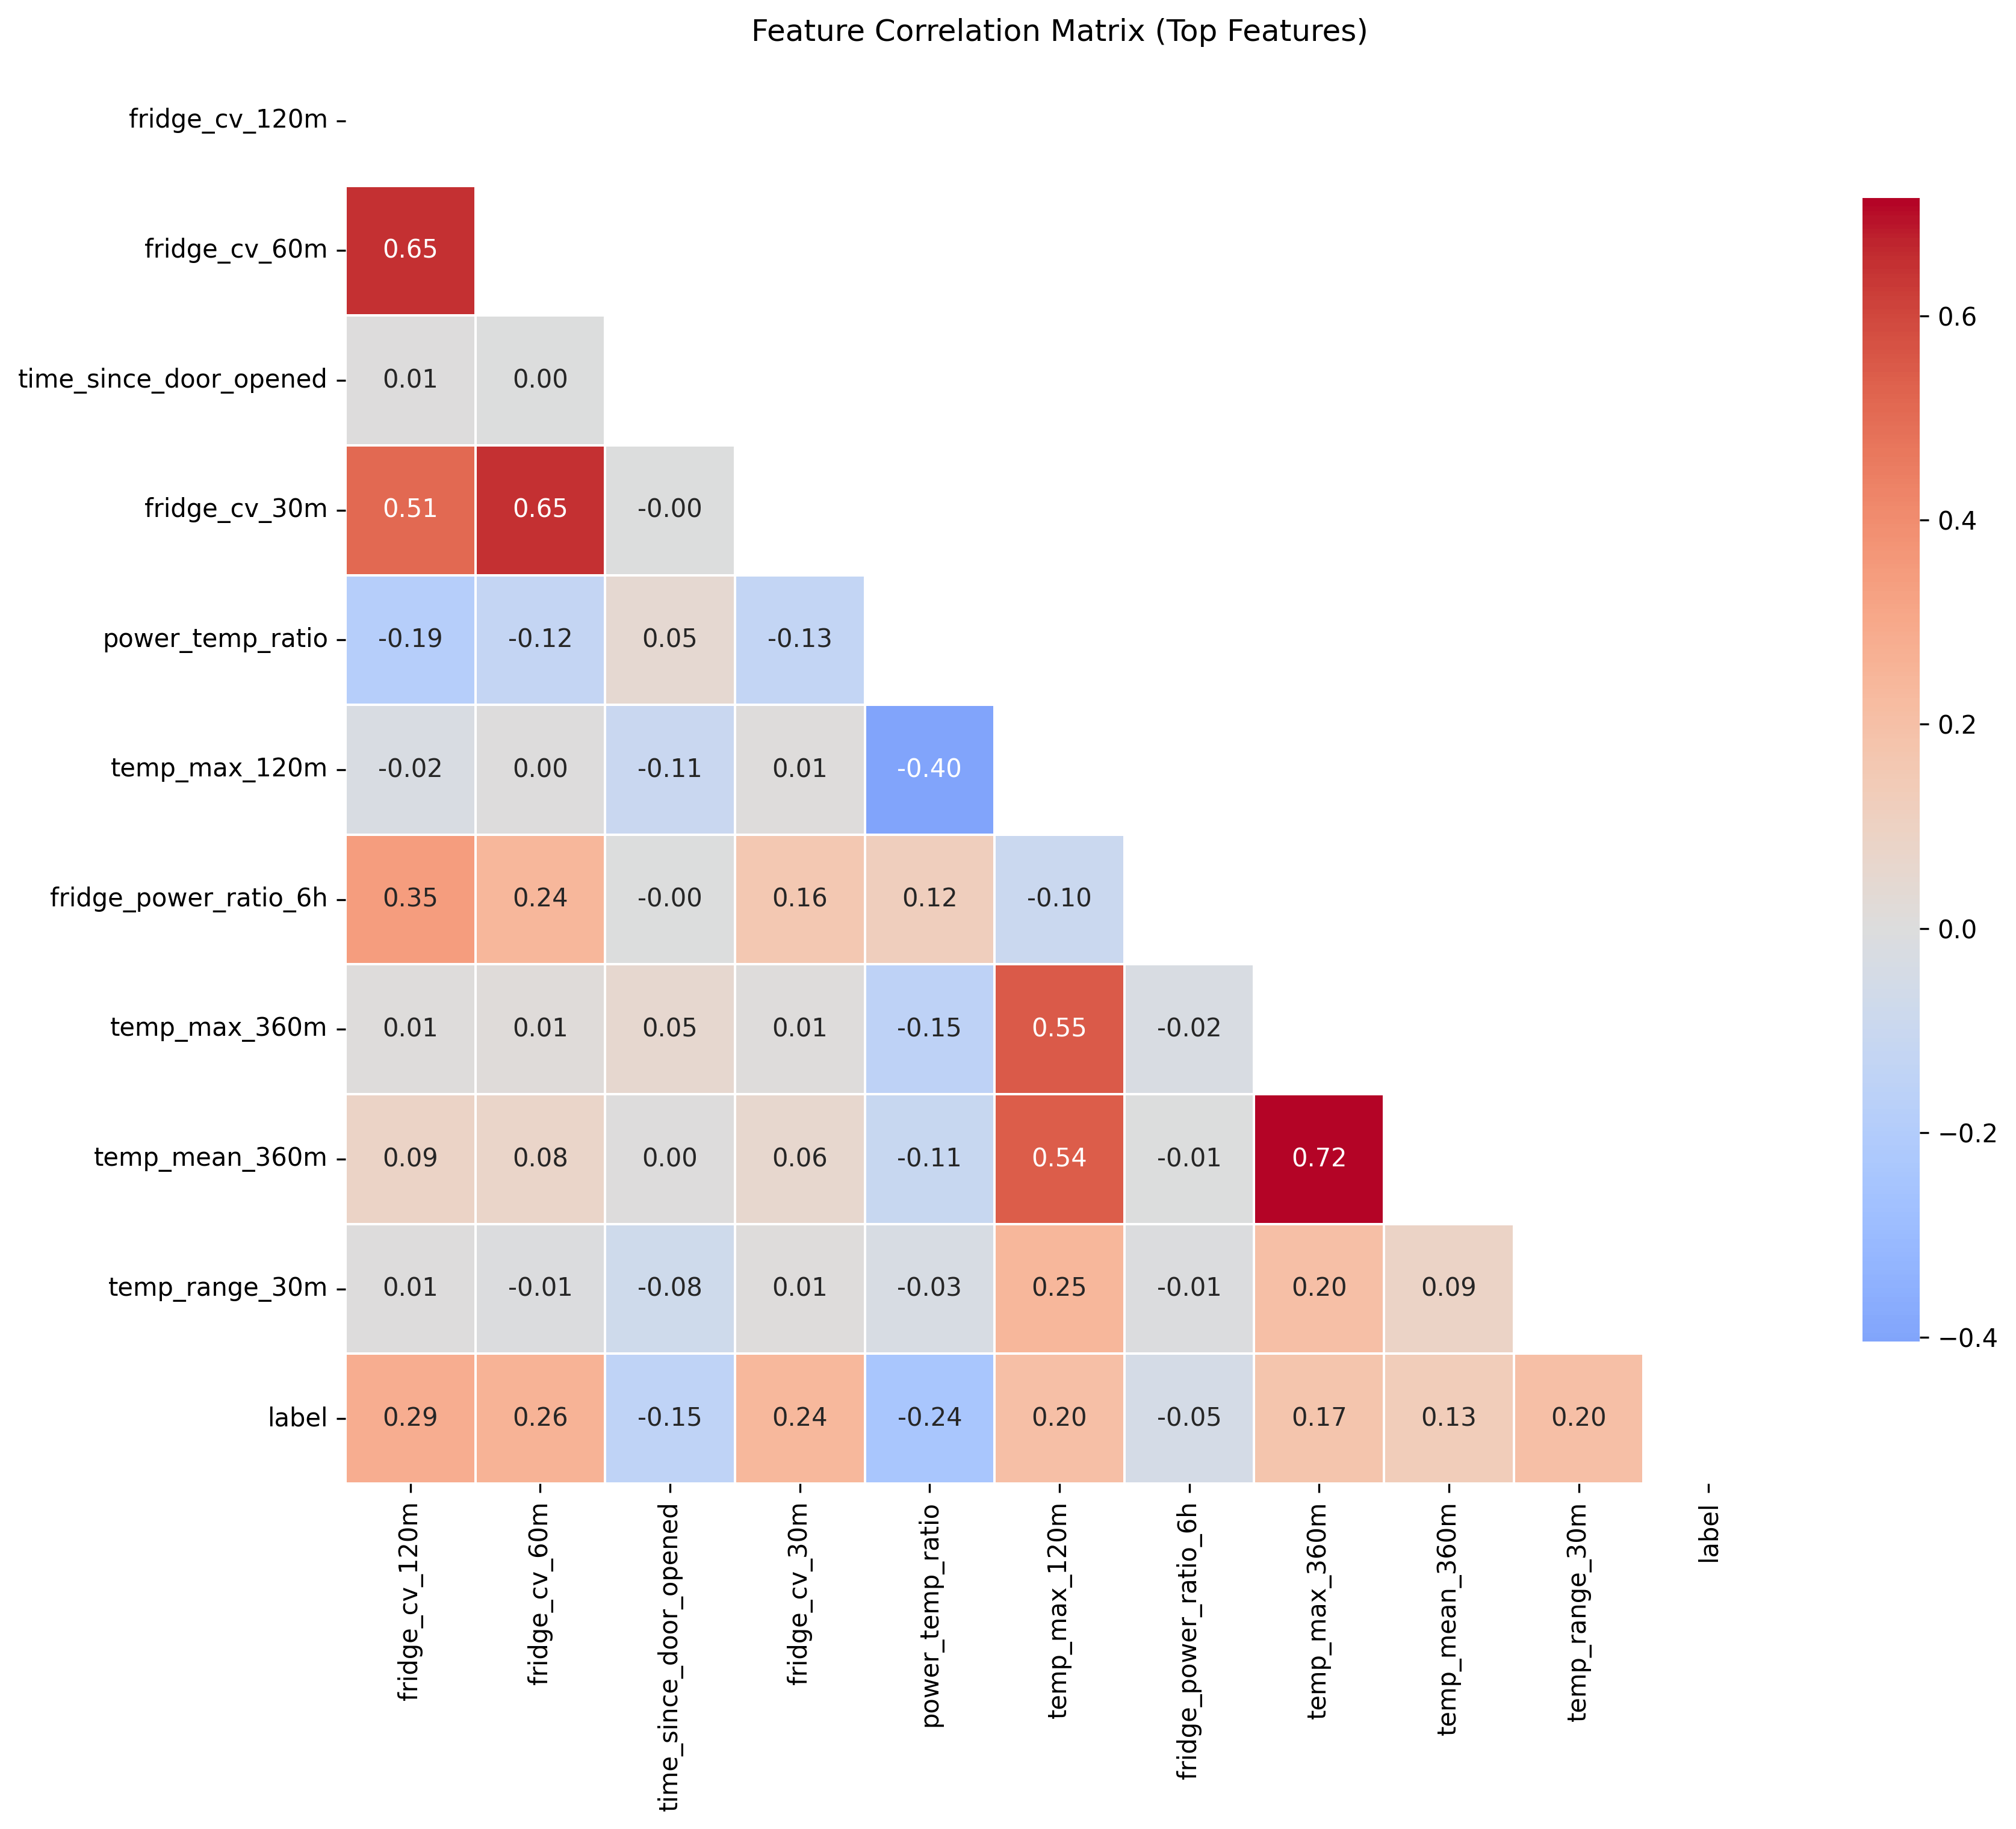 Feature Correlation Matrix (Top Features)
fridge_cv_120m
fridge_cv_60m 0.65
time_since_door_opened 0.01 0.00
fridge_cv_30m 0.51 0.65 -0.00
power_temp_ratio -0.19 -0.12 0.05 -0.13
temp_max_120m -0.02 0.00 -0.11 0.01 -0.40
fridge_power_ratio_6h 0.35 0.24 -0.00 0.16 0.12 -0.10
temp_max_360m 0.01 0.01 0.05 0.01 -0.15 0.55 -0.02
temp_mean_360m 0.09 0.08 0.00 0.06 -0.11 0.54 -0.01 0.72
temp_range_30m 0.01 -0.01 -0.08 0.01 -0.03 0.25 -0.01 0.20 0.09
label 0.29 0.26 -0.15 0.24 -0.24 0.20 -0.05 0.17 0.13 0.20
fridge_cv_120m
fridge_cv_60m
time_since_door_opened
fridge_cv_30m
power_temp_ratio
temp_max_120m
fridge_power_ratio_6h
temp_max_360m
temp_mean_360m
temp_range_30m
label
0.6
0.4
0.2
0.0
−0.2
−0.4